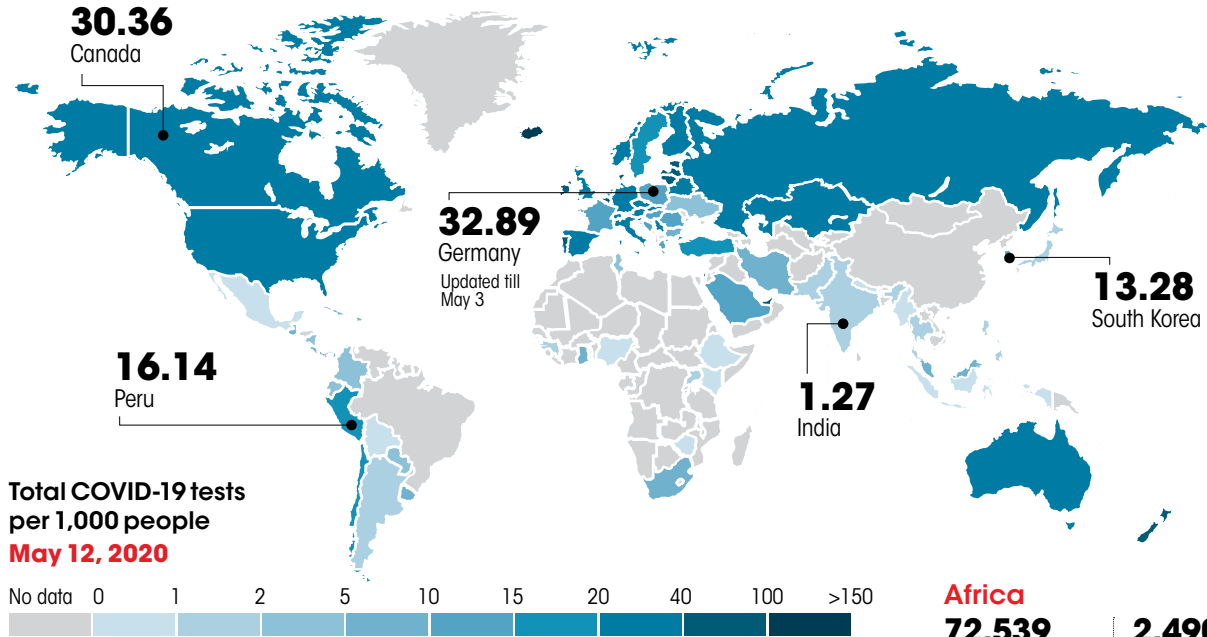 30.36
Canada
32.89
Germany
Updated till
May 3
13.28
South Korea
16.14
Peru
1.27
India
Total COVID-19 tests
per 1,000 people
May 12, 2020
No data 0 1 2 5 10 15 20 40 100 >150
Africa
72,539